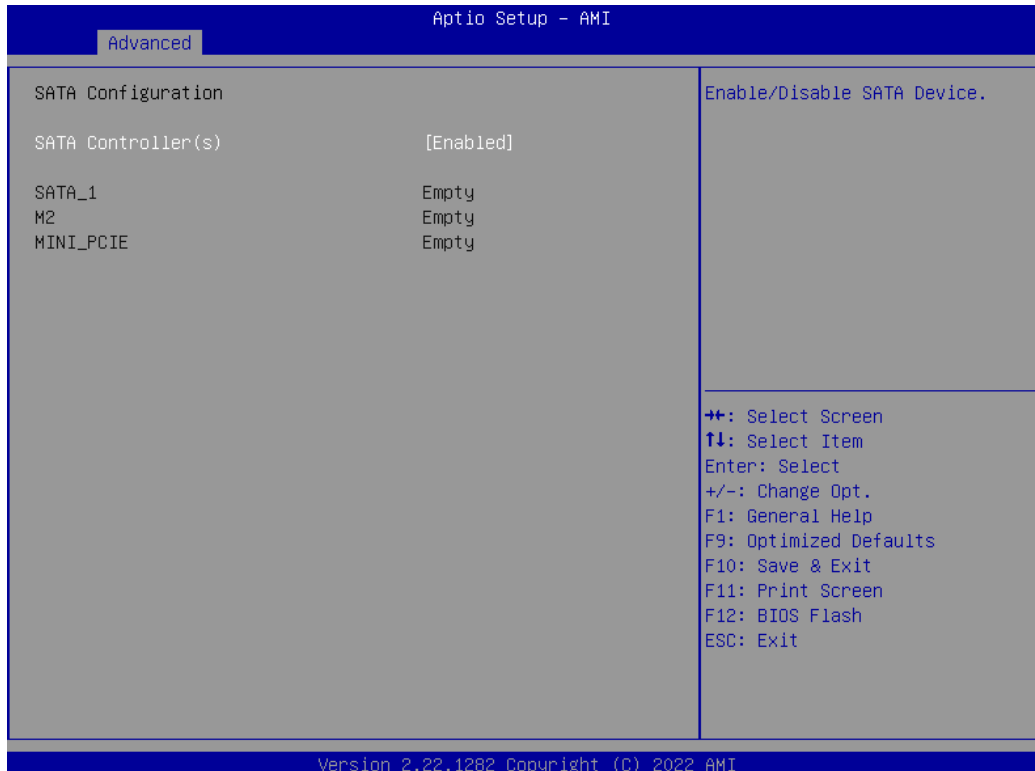 Aptio Setup - AMI
Advanced
SATA Configuration
SATA Controller(s) [Enabled]
SATA_1 Empty
M2 Empty
MINI_PCIE Empty
Enable/Disable SATA Device.
→←: Select Screen
↑↓: Select Item
Enter: Select
+/-: Change Opt.
F1: General Help
F9: Optimized Defaults
F10: Save & Exit
F11: Print Screen
F12: BIOS Flash
ESC: Exit
Version 2.22.1282 Copyright (C) 2022 AMI